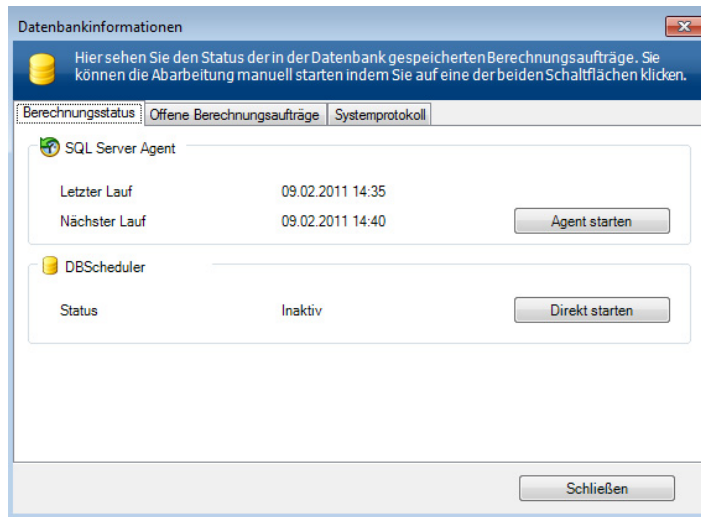 Datenbankinformationen
Hier sehen Sie den Status der in der Datenbank gespeicherten Berechnungsaufträge. Sie
können die Abarbeitung manuell starten indem Sie auf eine der beiden Schaltflächen klicken.
Berechnungsstatus Offene Berechnungsaufträge Systemprotokoll
SQL Server Agent
Letzter Lauf 09.02.2011 14:35
Nächster Lauf 09.02.2011 14:40 Agent starten
DBScheduler
Status Inaktiv Direkt starten
Schließen